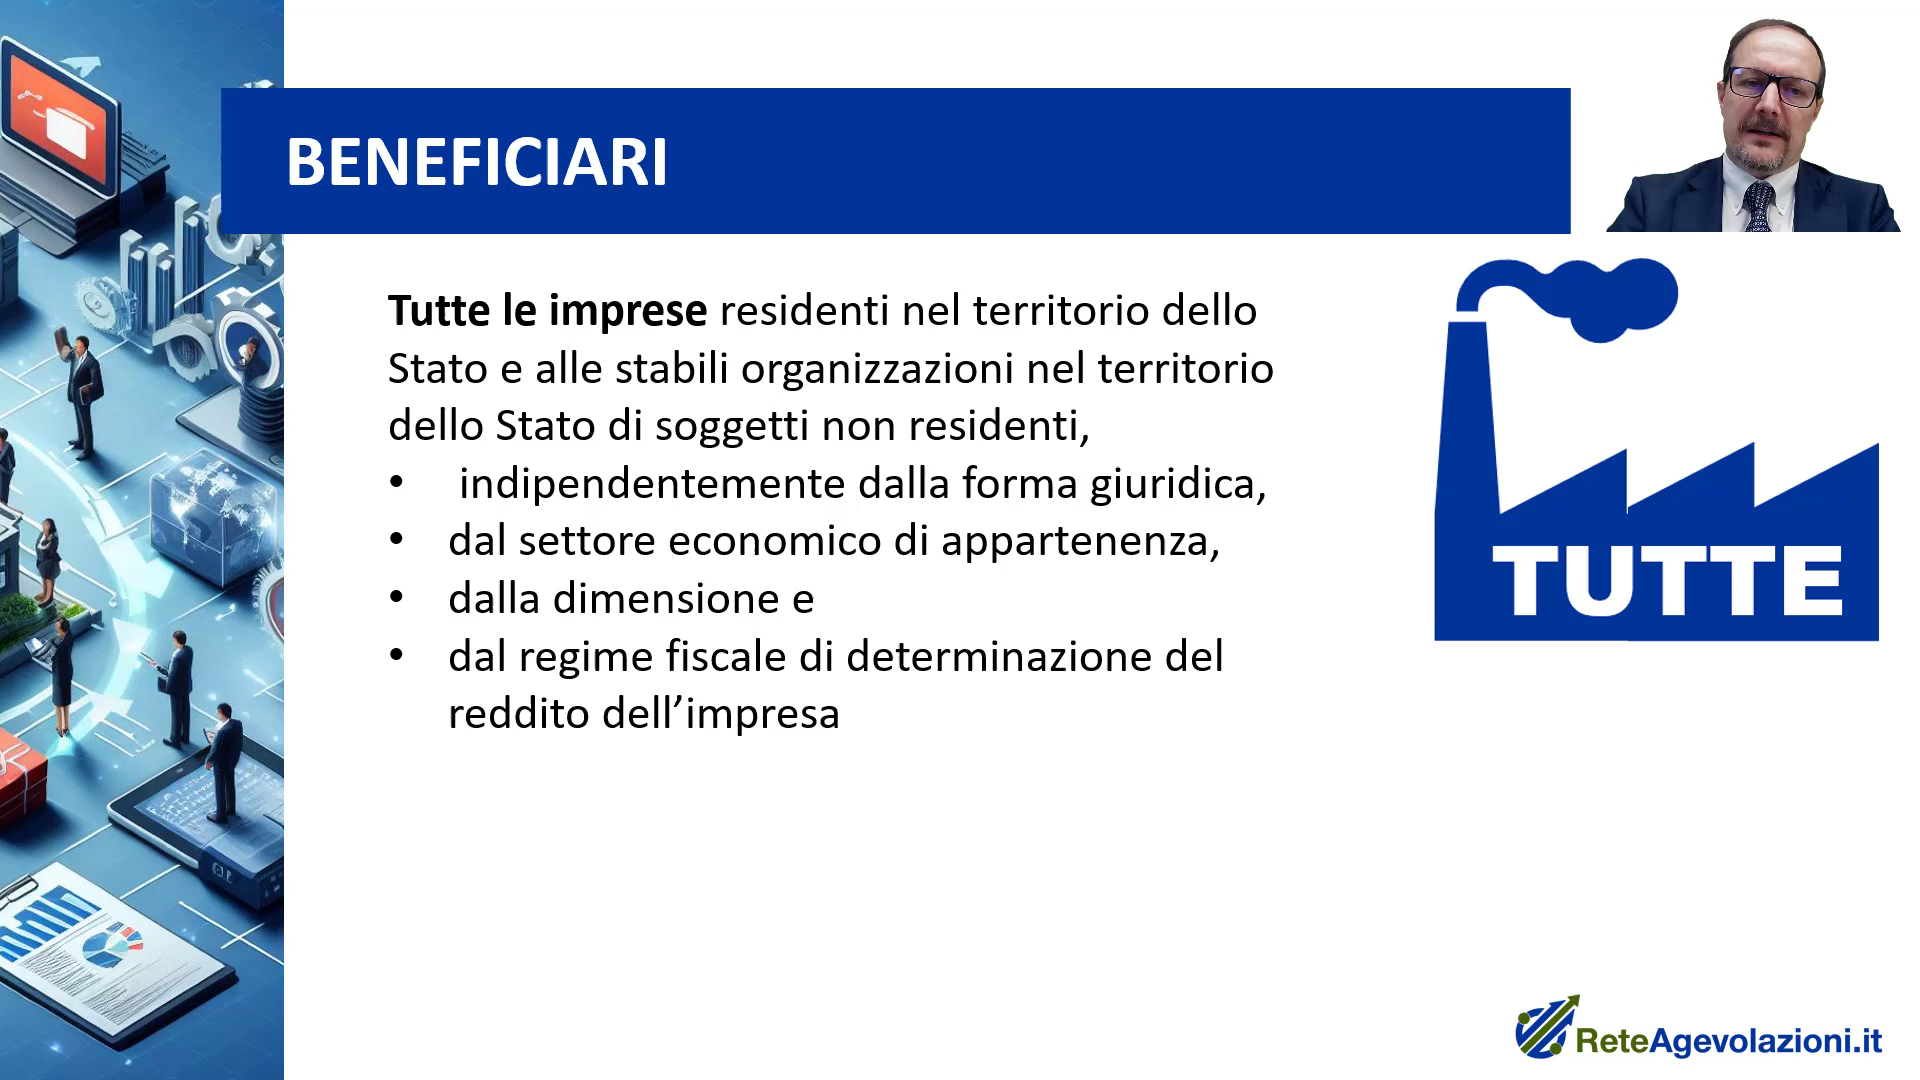 BENEFICIARI
Tutte le imprese residenti nel territorio dello
Stato e alle stabili organizzazioni nel territorio
dello Stato di soggetti non residenti,
• indipendentemente dalla forma giuridica,
• dal settore economico di appartenenza,
• dalla dimensione e
• dal regime fiscale di determinazione del
reddito dell’impresa
TUTTE
ReteAgevolazioni.it